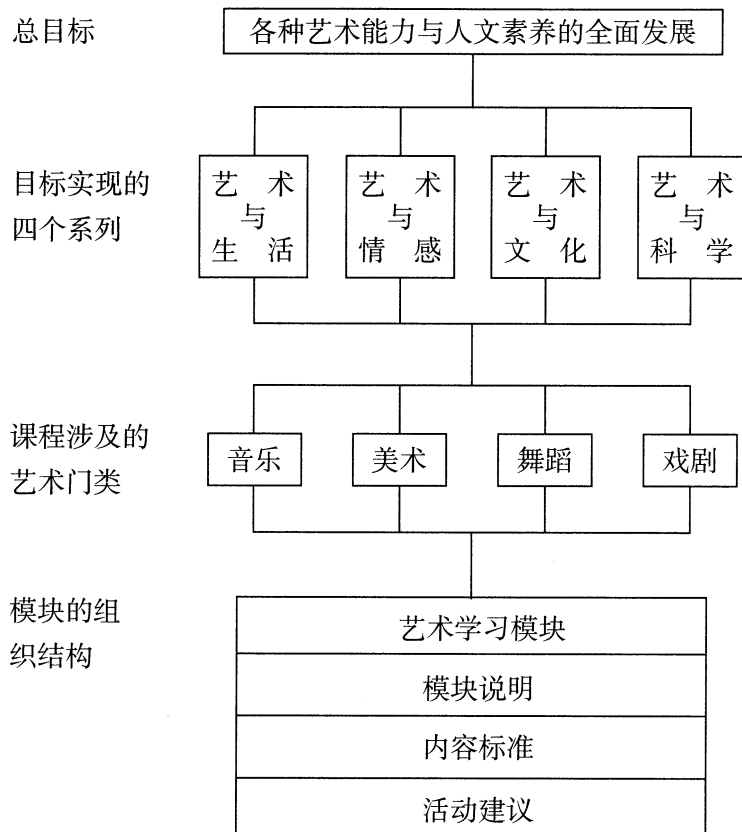 总目标
各种艺术能力与人文素养的全面发展
目标实现的
四个系列
艺术
与
生活
艺术
与
情感
艺术
与
文化
艺术
与
科学
课程涉及的
艺术门类
音乐
美术
舞蹈
戏剧
模块的组
织结构
艺术学习模块
模块说明
内容标准
活动建议